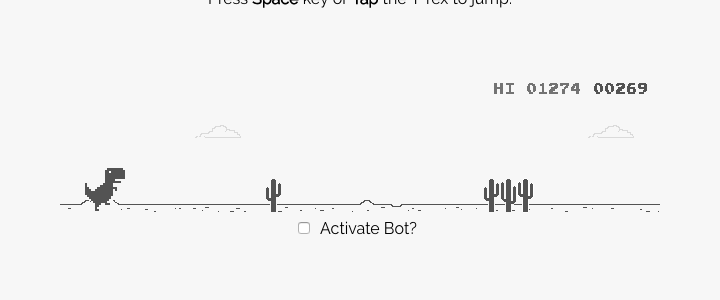 Press Space key or Tap the T-rex to jump.
HI 01274 00269
Activate Bot?